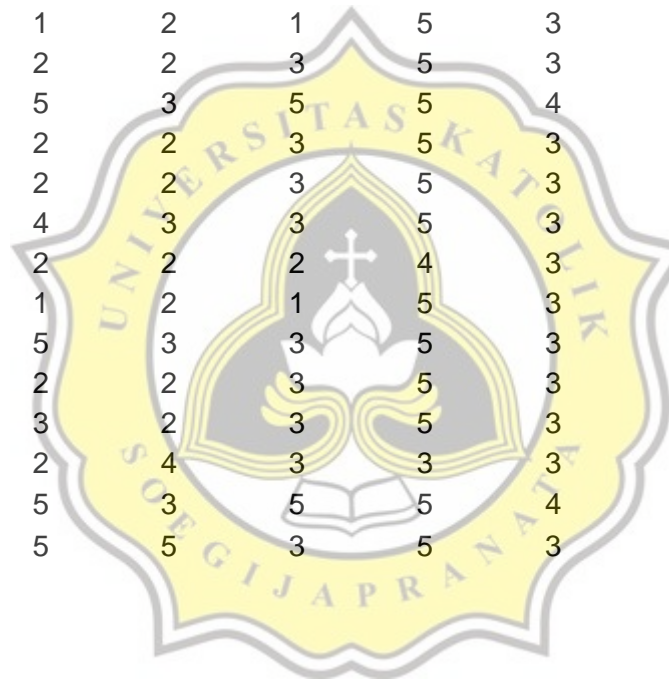 1 2 1 5 3
2 2 3 5 3
5 3 5 5 4
2 2 3 5 3
2 2 3 5 3
4 3 3 5 3
2 2 2 4 3
1 2 1 5 3
5 3 3 5 3
2 2 3 5 3
3 2 3 5 3
2 4 3 3 3
5 3 5 5 4
5 5 3 5 3
UNIVERSITAS KATOLIK
SOEGIJAPRANATA